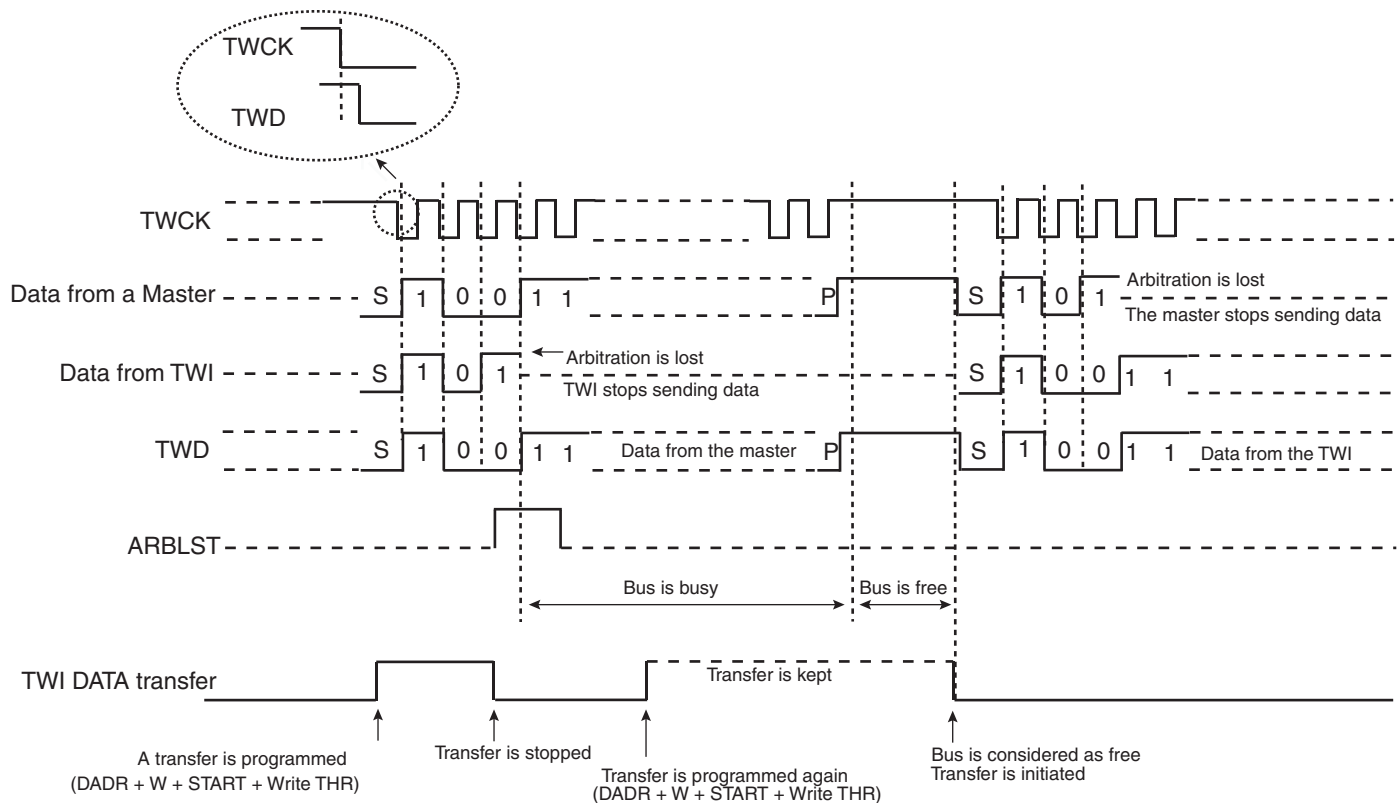 TWCK
TWD
TWCK
Data from a Master
S 1 0 0 1 1
P
S 1 0 1
Arbitration is lost
The master stops sending data
Data from TWI
S 1 0 1
Arbitration is lost
TWI stops sending data
S 1 0 0 1 1
TWD
S 1 0 0 1 1
Data from the master
P
S 1 0 0 1 1
Data from the TWI
ARBLST
Bus is busy
Bus is free
TWI DATA transfer
Transfer is kept
A transfer is programmed
(DADR + W + START + Write THR)
Transfer is stopped
Transfer is programmed again
(DADR + W + START + Write THR)
Bus is considered as free
Transfer is initiated